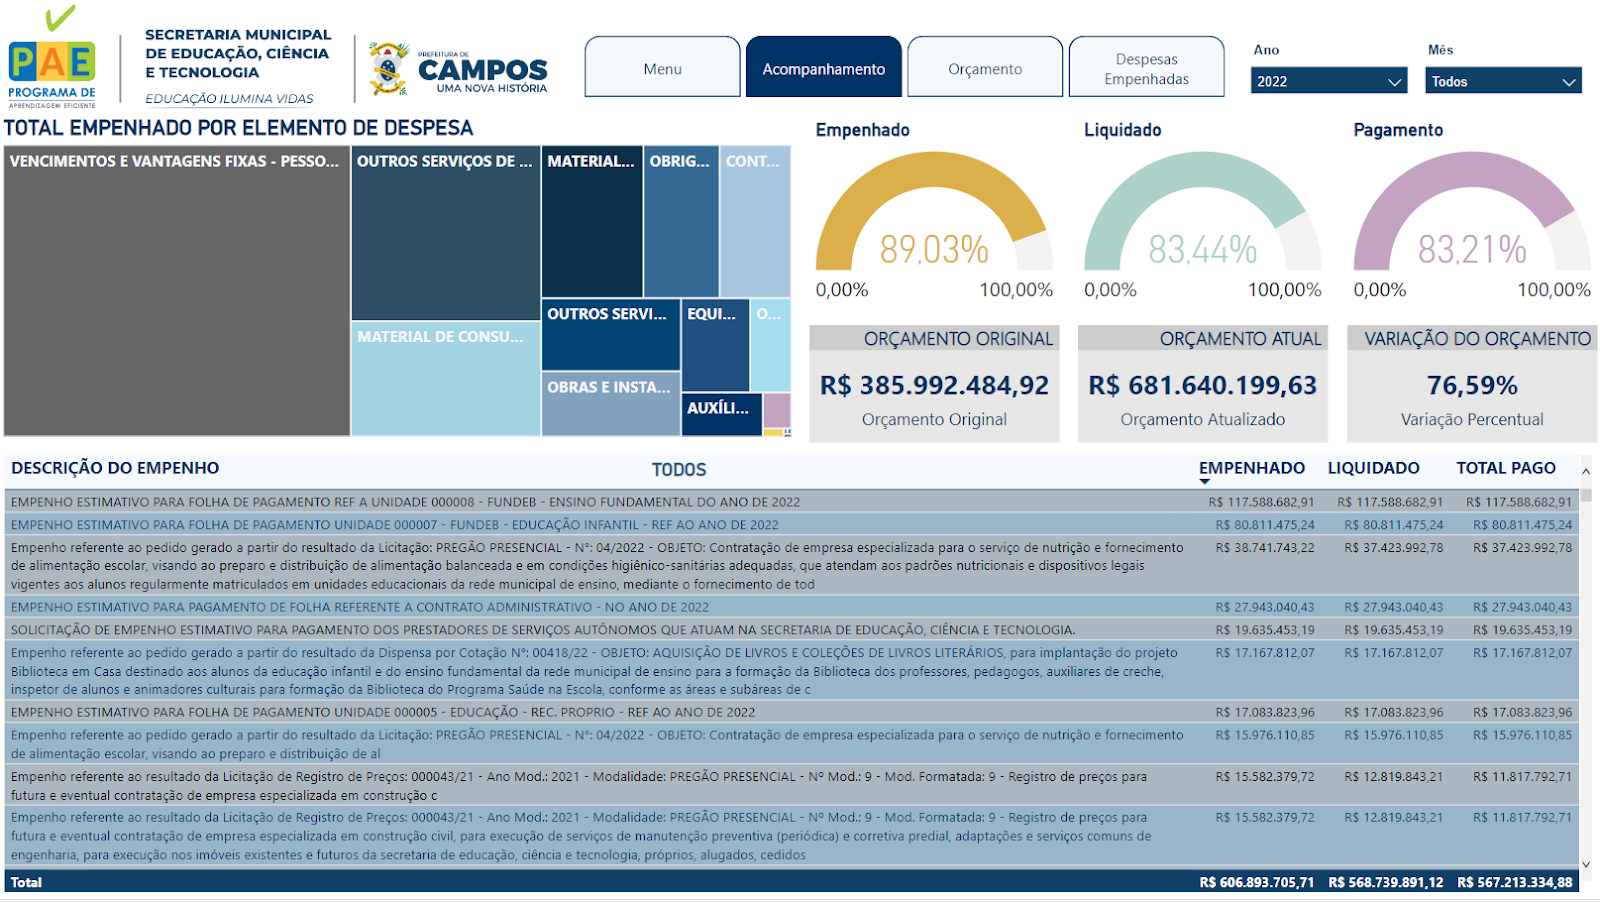 PAE
PROGRAMA DE
APRENDIZAGEM EFICIENTE
SECRETARIA MUNICIPAL
DE EDUCAÇÃO, CIÊNCIA
E TECNOLOGIA
EDUCAÇÃO ILUMINA VIDAS
PREFEITURA DE
CAMPOS
UMA NOVA HISTÓRIA
Menu
Acompanhamento
Orçamento
Despesas
Empenhadas
Ano
2022
Mês
Todos
TOTAL EMPENHADO POR ELEMENTO DE DESPESA
VENCIMENTOS E VANTAGENS FIXAS - PESSO...
OUTROS SERVIÇOS DE ...
MATERIAL...
OBRIG...
CONT...
MATERIAL DE CONSU...
OUTROS SERVI...
EQUI...
O...
OBRAS E INSTA...
AUXÍLI...
Empenhado
89,03%
0,00% 100,00%
Liquidado
83,44%
0,00% 100,00%
Pagamento
83,21%
0,00% 100,00%
ORÇAMENTO ORIGINAL
R$ 385.992.484,92
Orçamento Original
ORÇAMENTO ATUAL
R$ 681.640.199,63
Orçamento Atualizado
VARIAÇÃO DO ORÇAMENTO
76,59%
Variação Percentual
DESCRIÇÃO DO EMPENHO TODOS EMPENHADO LIQUIDADO TOTAL PAGO
EMPENHO ESTIMATIVO PARA FOLHA DE PAGAMENTO REF A UNIDADE 000008 - FUNDEB - ENSINO FUNDAMENTAL DO ANO DE 2022 R$ 117.588.682,91 R$ 117.588.682,91 R$ 117.588.682,91
EMPENHO ESTIMATIVO PARA FOLHA DE PAGAMENTO UNIDADE 000007 - FUNDEB - EDUCAÇÃO INFANTIL - REF AO ANO DE 2022 R$ 80.811.475,24 R$ 80.811.475,24 R$ 80.811.475,24
Empenho referente ao pedido gerado a partir do resultado da Licitação: PREGÃO PRESENCIAL - Nº: 04/2022 - OBJETO: Contratação de empresa especializada para o serviço de nutrição e fornecimento R$ 38.741.743,22 R$ 37.423.992,78 R$ 37.423.992,78
de alimentação escolar, visando ao preparo e distribuição de alimentação balanceada e em condições higiênico-sanitárias adequadas, que atendam aos padrões nutricionais e dispositivos legais
vigentes aos alunos regularmente matriculados em unidades educacionais da rede municipal de ensino, mediante o fornecimento de tod
EMPENHO ESTIMATIVO PARA PAGAMENTO DE FOLHA REFERENTE A CONTRATO ADMINISTRATIVO - NO ANO DE 2022 R$ 27.943.040,43 R$ 27.943.040,43 R$ 27.943.040,43
SOLICITAÇÃO DE EMPENHO ESTIMATIVO PARA PAGAMENTO DOS PRESTADORES DE SERVIÇOS AUTÔNOMOS QUE ATUAM NA SECRETARIA DE EDUCAÇÃO, CIÊNCIA E TECNOLOGIA. R$ 19.635.453,19 R$ 19.635.453,19 R$ 19.635.453,19
Empenho referente ao pedido gerado a partir do resultado da Dispensa por Cotação Nº: 00418/22 - OBJETO: AQUISIÇÃO DE LIVROS E COLEÇÕES DE LIVROS LITERÁRIOS, para implantação do projeto R$ 17.167.812,07 R$ 17.167.812,07 R$ 17.167.812,07
Biblioteca em Casa destinado aos alunos da educação infantil e do ensino fundamental da rede municipal de ensino para a formação da Biblioteca dos professores, pedagogos, auxiliares de creche,
inspetor de alunos e animadores culturais para formação da Biblioteca do Programa Saúde na Escola, conforme as áreas e subáreas de c
EMPENHO ESTIMATIVO PARA FOLHA DE PAGAMENTO UNIDADE 000005 - EDUCAÇÃO - REC. PROPRIO - REF AO ANO DE 2022 R$ 17.083.823,96 R$ 17.083.823,96 R$ 17.083.823,96
Empenho referente ao pedido gerado a partir do resultado da Licitação: PREGÃO PRESENCIAL - Nº: 04/2022 - OBJETO: Contratação de empresa especializada para o serviço de nutrição e fornecimento R$ 15.976.110,85 R$ 15.976.110,85 R$ 15.976.110,85
de alimentação escolar, visando ao preparo e distribuição de al
Empenho referente ao resultado da Licitação de Registro de Preços: 000043/21 - Ano Mod.: 2021 - Modalidade: PREGÃO PRESENCIAL - Nº Mod.: 9 - Mod. Formatada: 9 - Registro de preços para R$ 15.582.379,72 R$ 12.819.843,21 R$ 11.817.792,71
futura e eventual contratação de empresa especializada em construção c
Empenho referente ao resultado da Licitação de Registro de Preços: 000043/21 - Ano Mod.: 2021 - Modalidade: PREGÃO PRESENCIAL - Nº Mod.: 9 - Mod. Formatada: 9 - Registro de preços para R$ 15.582.379,72 R$ 12.819.843,21 R$ 11.817.792,71
futura e eventual contratação de empresa especializada em construção civil, para execução de serviços de manutenção preventiva (periódica) e corretiva predial, adaptações e serviços comuns de
engenharia, para execução nos imóveis existentes e futuros da secretaria de educação, ciência e tecnologia, próprios, alugados, cedidos
Total R$ 606.893.705,71 R$ 568.739.891,12 R$ 567.213.334,88